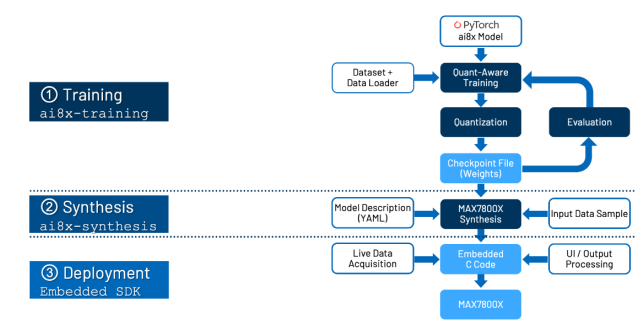 PyTorch
ai8x Model
Dataset +
Data Loader
Quant-Aware
Training
① Training
ai8x-training
Quantization
Evaluation
Checkpoint File
(Weights)
② Synthesis
ai8x-synthesis
Model Description
(YAML)
MAX7800X
Synthesis
Input Data Sample
③ Deployment
Embedded SDK
Live Data
Acquisition
Embedded
C Code
UI / Output
Processing
MAX7800X